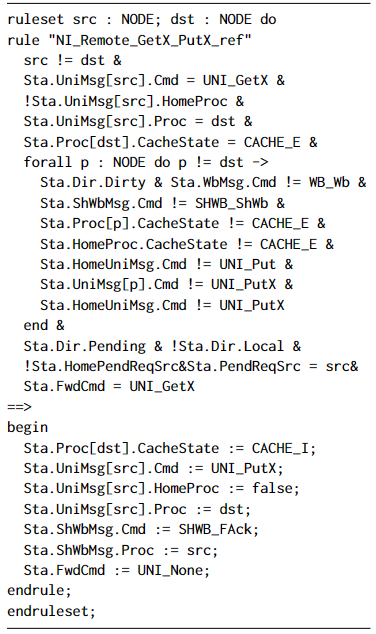 ruleset src : NODE; dst : NODE do
rule "NI_Remote_GetX_PutX_ref"
src != dst &
Sta.UniMsg[src].Cmd = UNI_GetX &
!Sta.UniMsg[src].HomeProc &
Sta.UniMsg[src].Proc = dst &
Sta.Proc[dst].CacheState = CACHE_E &
forall p : NODE do p != dst ->
Sta.Dir.Dirty & Sta.WbMsg.Cmd != WB_Wb &
Sta.ShWbMsg.Cmd != SHWB_ShWb &
Sta.Proc[p].CacheState != CACHE_E &
Sta.HomeProc.CacheState != CACHE_E &
Sta.HomeUniMsg.Cmd != UNI_Put &
Sta.UniMsg[p].Cmd != UNI_PutX &
Sta.HomeUniMsg.Cmd != UNI_PutX
end &
Sta.Dir.Pending & !Sta.Dir.Local &
!Sta.HomePendReqSrc&Sta.PendReqSrc = src&
Sta.FwdCmd = UNI_GetX
==>
begin
Sta.Proc[dst].CacheState := CACHE_I;
Sta.UniMsg[src].Cmd := UNI_PutX;
Sta.UniMsg[src].HomeProc := false;
Sta.UniMsg[src].Proc := dst;
Sta.ShWbMsg.Cmd := SHWB_FAck;
Sta.ShWbMsg.Proc := src;
Sta.FwdCmd := UNI_None;
endrule;
endruleset;